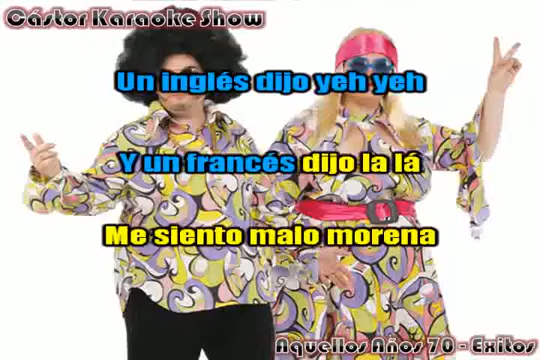 Cástor Karaoke Show
Un inglés dijo yeh yeh
Y un francés dijo la lá
Me siento malo morena
Aquellos Años 70 - Exitos